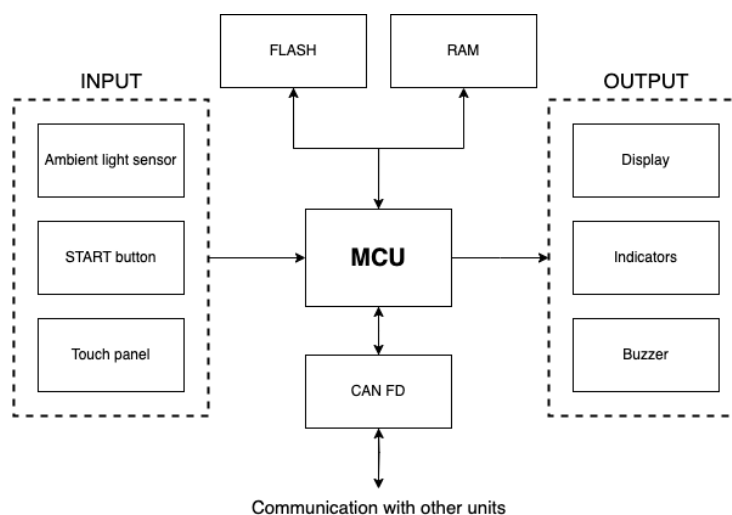 FLASH
RAM
INPUT
OUTPUT
Ambient light sensor
Display
START button
MCU
Indicators
Touch panel
Buzzer
CAN FD
Communication with other units